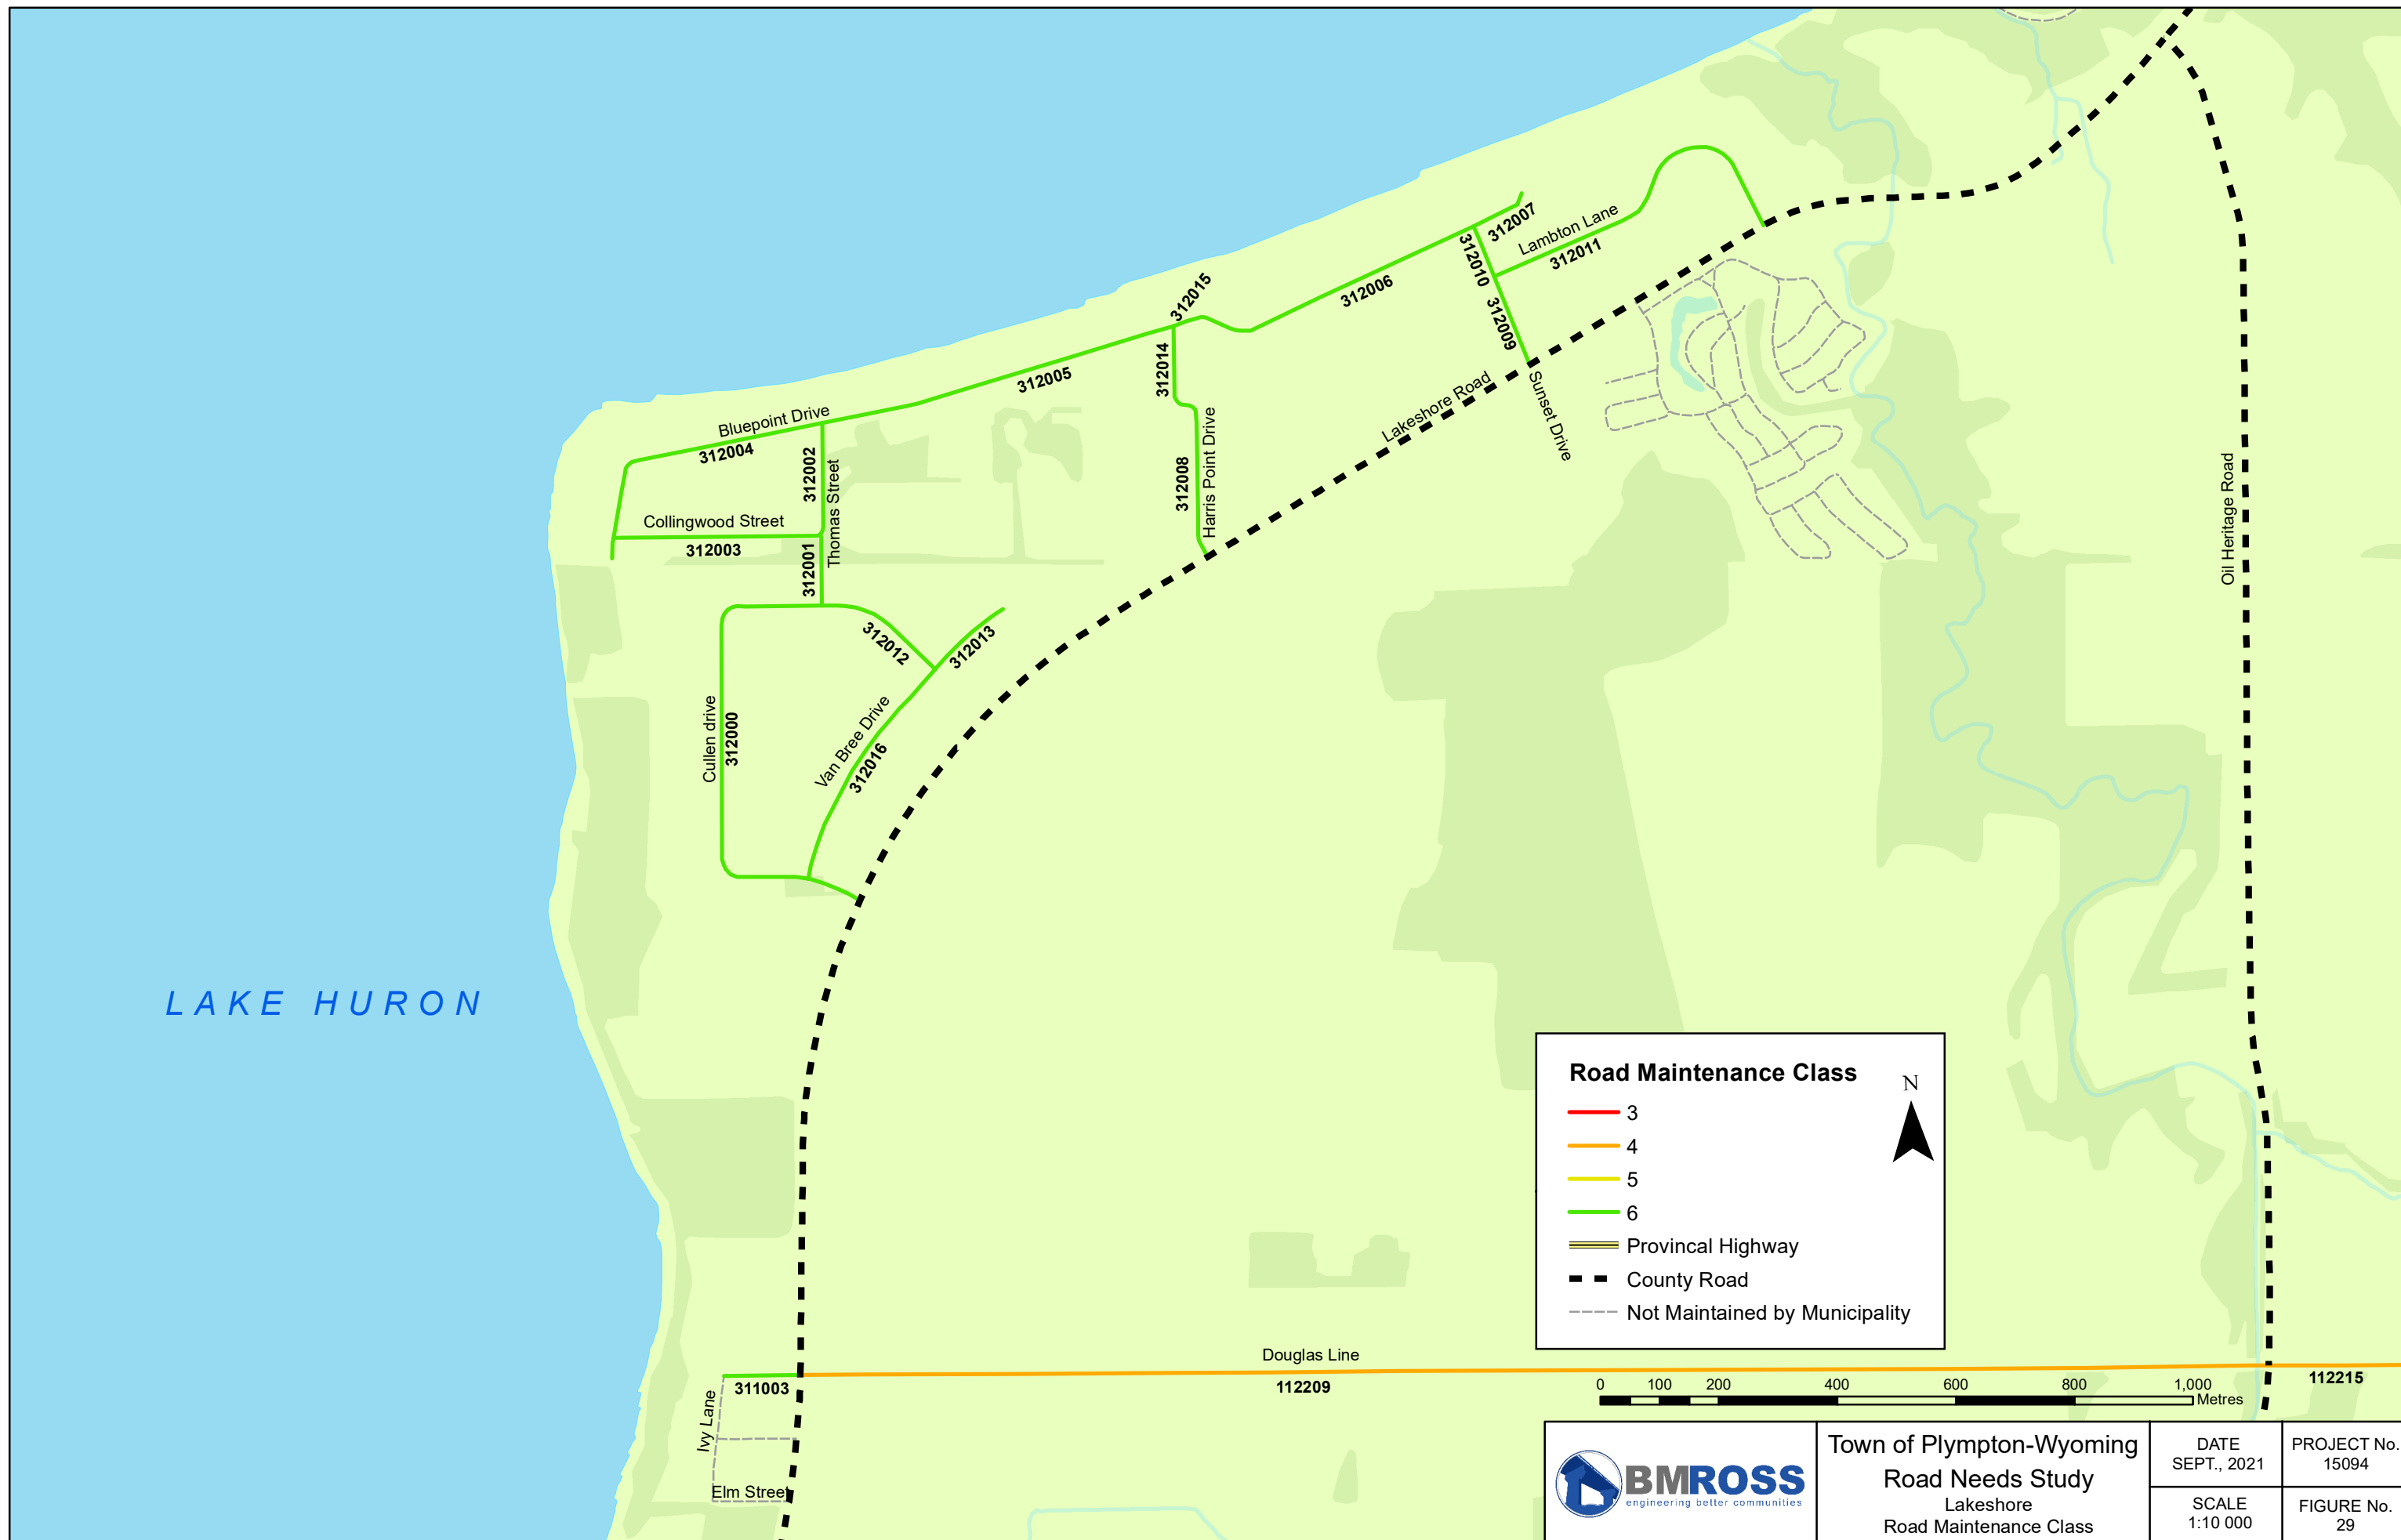 312007
Lambton Lane
312011
312010
312009
312015
312006
312014
312005
Lakeshore Road
Sunset Drive
Bluepoint Drive
312004
312002
Thomas Street
Harris Point Drive
312008
Collingwood Street
312003
312001
Oil Heritage Road
312012
312013
Cullen drive
312000
Van Bree Drive
312016
LAKE HURON
Road Maintenance Class
N
3
4
5
6
Provincal Highway
County Road
Not Maintained by Municipality
Douglas Line
311003
112209
112215
Ivy Lane
Elm Street
0 100 200 400 600 800 1,000
Metres
BMROSS
engineering better communities
Town of Plympton-Wyoming
Road Needs Study
Lakeshore
Road Maintenance Class
DATE
SEPT., 2021
PROJECT No.
15094
SCALE
1:10 000
FIGURE No.
29